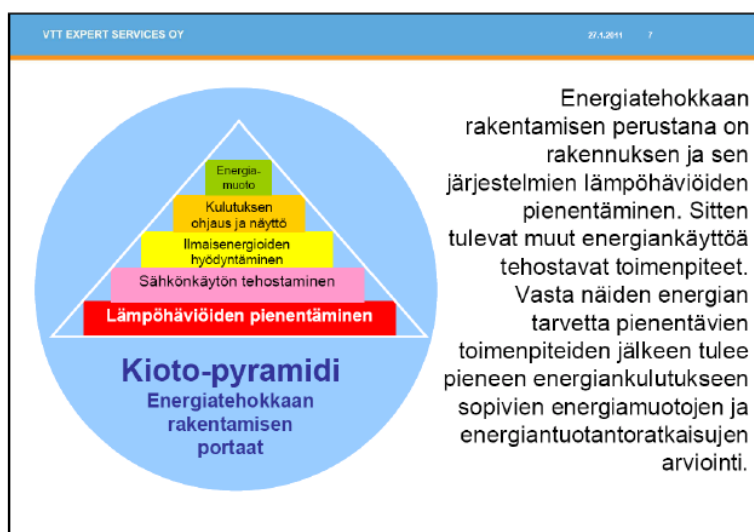 VTT EXPERT SERVICES OY
27.1.2011 7
Energia-
muoto
Kulutuksen
ohjaus ja näyttö
Ilmaisenergioiden
hyödyntäminen
Sähkönkäytön tehostaminen
Lämpöhäviöiden pienentäminen
Kioto-pyramidi
Energiatehokkaan
rakentamisen
portaat
Energiatehokkaan
rakentamisen perustana on
rakennuksen ja sen
järjestelmien lämpöhäviöiden
pienentäminen. Sitten
tulevat muut energiankäyttöä
tehostavat toimenpiteet.
Vasta näiden energian
tarvetta pienentävien
toimenpiteiden jälkeen tulee
pieneen energiankulutukseen
sopivien energiamuotojen ja
energiantuotantoratkaisujen
arviointi.